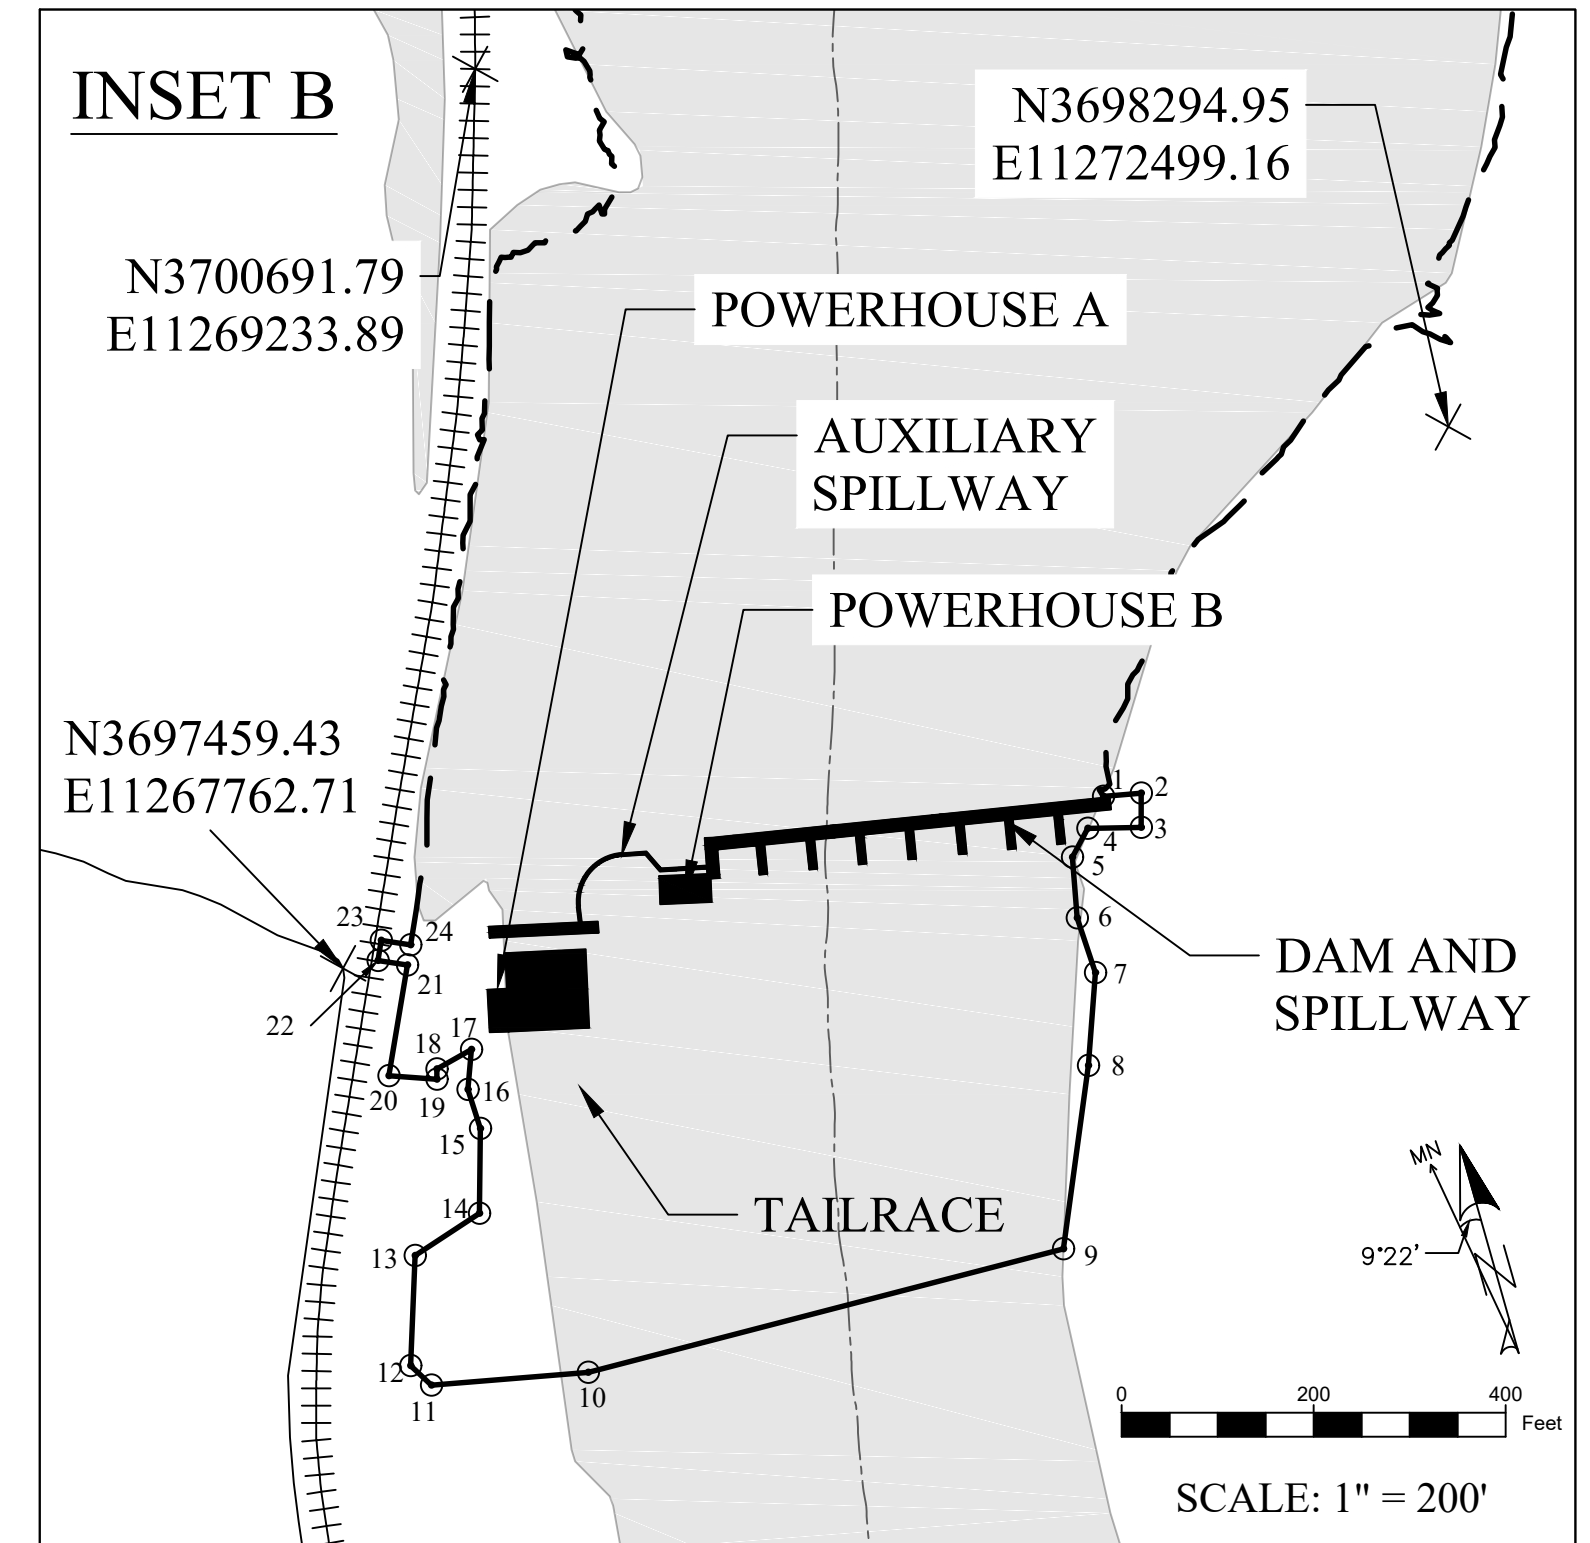 INSET B
N3698294.95
E11272499.16
N3700691.79
E11269233.89
POWERHOUSE A
AUXILIARY
SPILLWAY
POWERHOUSE B
N3697459.43
E11267762.71
1
2
3
4
5
6
7
8
9
10
11
12
13
14
15
16
17
18
19
20
21
22
23
24
DAM AND
SPILLWAY
TAILRACE
MN
N
9°22'
0 200 400
Feet
SCALE: 1" = 200'